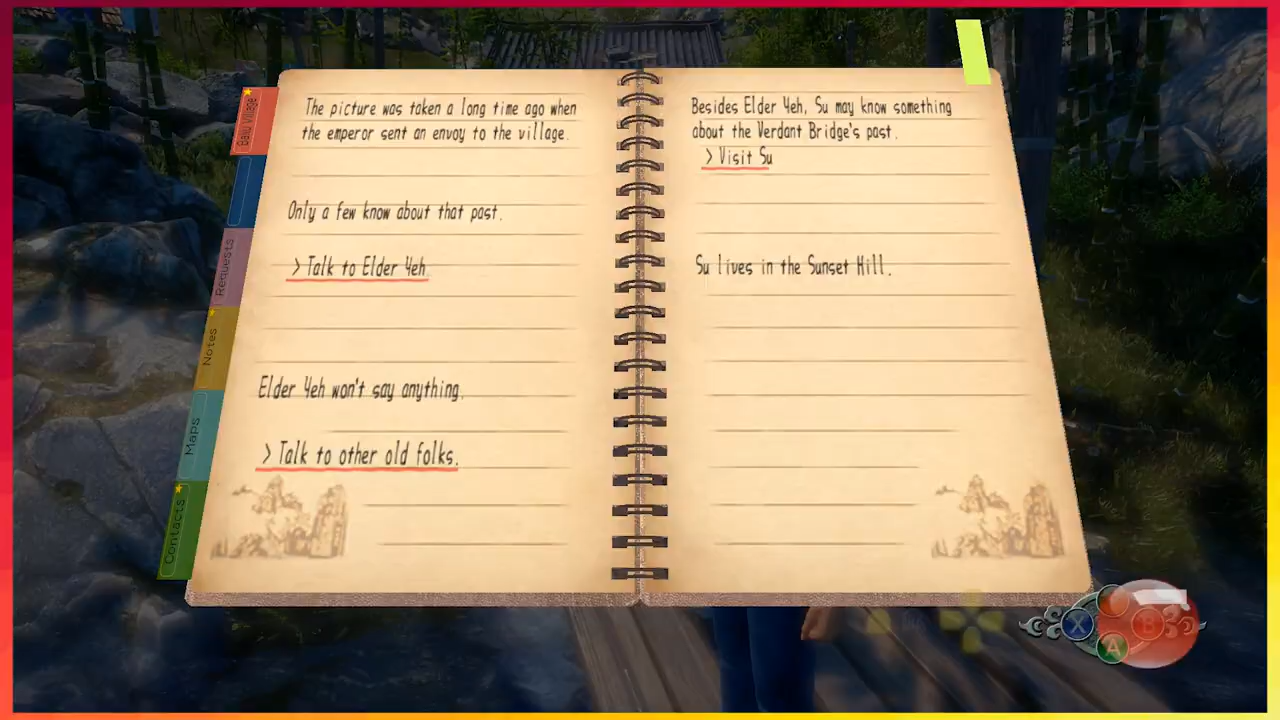 The picture was taken a long time ago when
the emperor sent an envoy to the village.
Only a few know about that past.
> Talk to Elder Yeh.
Elder Yeh won't say anything.
> Talk to other old folks.
Besides Elder Yeh, Su may know something
about the Verdant Bridge's past.
> Visit Su
Su lives in the Sunset Hill.
Bailu Village
Requests
Notes
Maps
Contacts
X
B
A